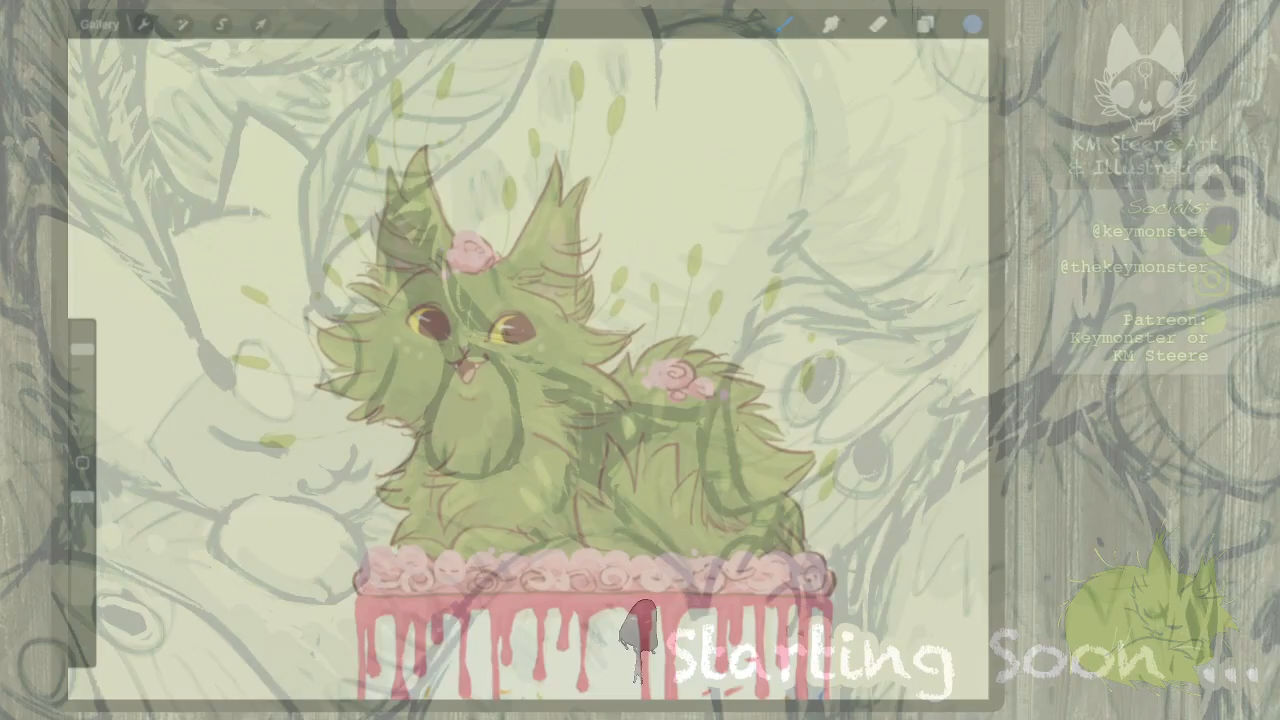 Gallery
KM Steere Art
& Illustration
Socials:
@keymonster
@thekeymonster
Patreon:
Keymonster or
KM Steere
Starting Soon ...